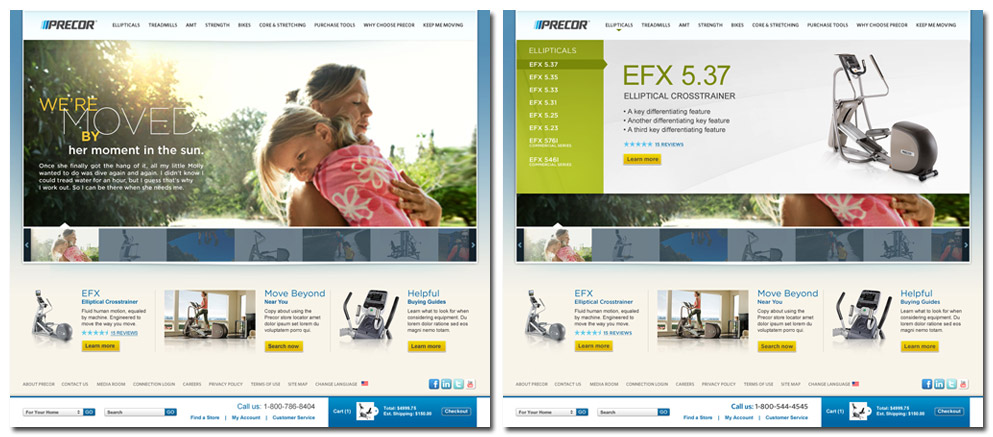 PRECOR
ELLIPTICALS TREADMILLS AMT STRENGTH BIKES CORE & STRETCHING PURCHASE TOOLS WHY CHOOSE PRECOR KEEP ME MOVING
WE'RE
MOVED
BY
her moment in the sun.
Once she finally got the hang of it, all my little Molly
wanted to do was dive again and again. I didn't know I
could tread water for an hour, but I guess that's why
I work out. So I can be there when she needs me.
EFX
Elliptical Crosstrainer
Fluid human motion, equaled
by machine. Engineered to
move the way you move.
15 REVIEWS
Learn more
Move Beyond
Near You
Copy about using the
Precor store locator amet
dolor ipsum set lorem du
voluptatem porro qui.
Search now
Helpful
Buying Guides
Learn what to look for when
considering equipment. Du
lorem dolor ratione sed eos
magni nemo lorem.
Learn more
ABOUT PRECOR CONTACT US MEDIA ROOM CONNECTION LOGIN CAREERS PRIVACY POLICY TERMS OF USE SITE MAP CHANGE LANGUAGE
For Your Home GO Search GO
Call us: 1-800-786-8404
Find a Store | My Account | Customer Service
Cart (1)
Total: $4999.75
Est. Shipping: $180.00
Checkout
PRECOR
ELLIPTICALS TREADMILLS AMT STRENGTH BIKES CORE & STRETCHING PURCHASE TOOLS WHY CHOOSE PRECOR KEEP ME MOVING
ELLIPTICALS
EFX 5.37
EFX 5.35
EFX 5.33
EFX 5.31
EFX 5.25
EFX 5.23
EFX 576I
COMMERCIAL SERIES
EFX 546I
COMMERCIAL SERIES
EFX 5.37
ELLIPTICAL CROSSTRAINER
• A key differentiating feature
• Another differentiating key feature
• A third key differentiating feature
15 REVIEWS
Learn more
EFX
Elliptical Crosstrainer
Fluid human motion, equaled
by machine. Engineered to
move the way you move.
15 REVIEWS
Learn more
Move Beyond
Near You
Copy about using the
Precor store locator amet
dolor ipsum set lorem du
voluptatem porro qui.
Search now
Helpful
Buying Guides
Learn what to look for when
considering equipment. Du
lorem dolor ratione sed eos
magni nemo lorem.
Learn more
ABOUT PRECOR CONTACT US MEDIA ROOM CONNECTION LOGIN CAREERS PRIVACY POLICY TERMS OF USE SITE MAP CHANGE LANGUAGE
For Your Home GO Search GO
Call us: 1-800-544-4545
Find a Store | My Account | Customer Service
Cart (1)
Total: $4999.75
Est. Shipping: $180.00
Checkout